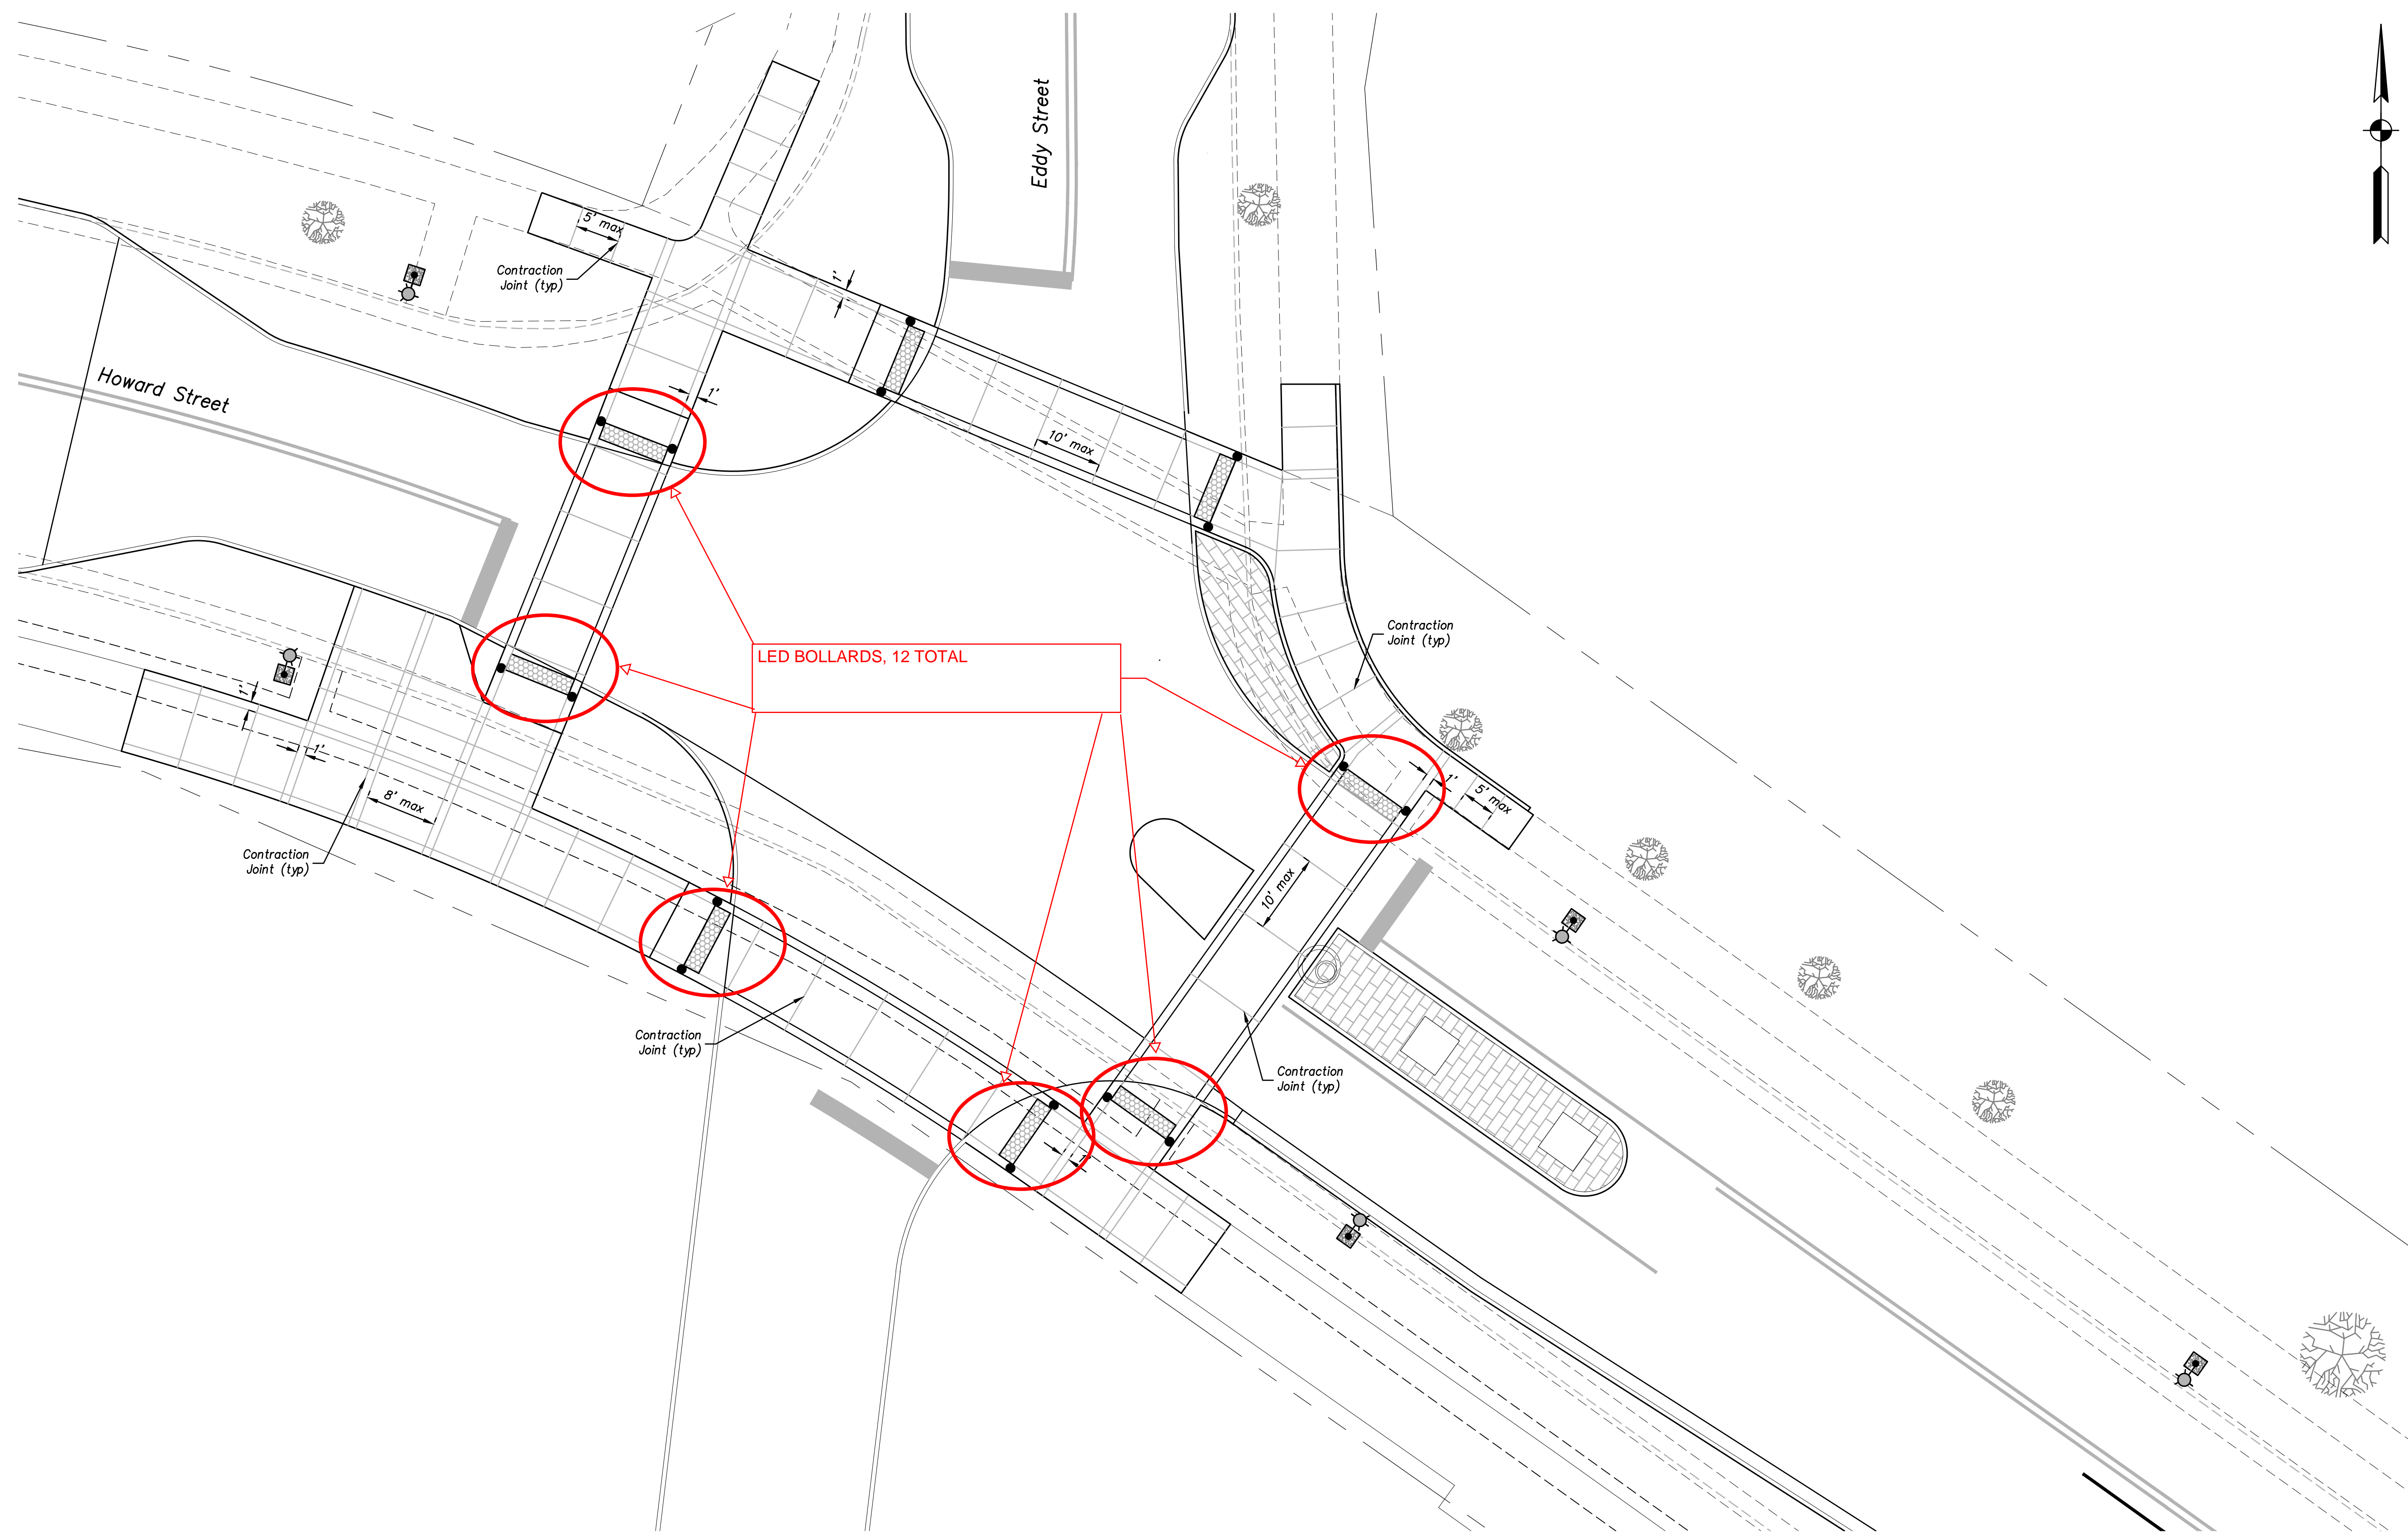 Eddy Street
5' max
Contraction
Joint (typ)
1'
Howard Street
1'
10' max
Contraction
Joint (typ)
LED BOLLARDS, 12 TOTAL
1'
1'
8' max
Contraction
Joint (typ)
1'
5' max
10' max
Contraction
Joint (typ)
Contraction
Joint (typ)
1'